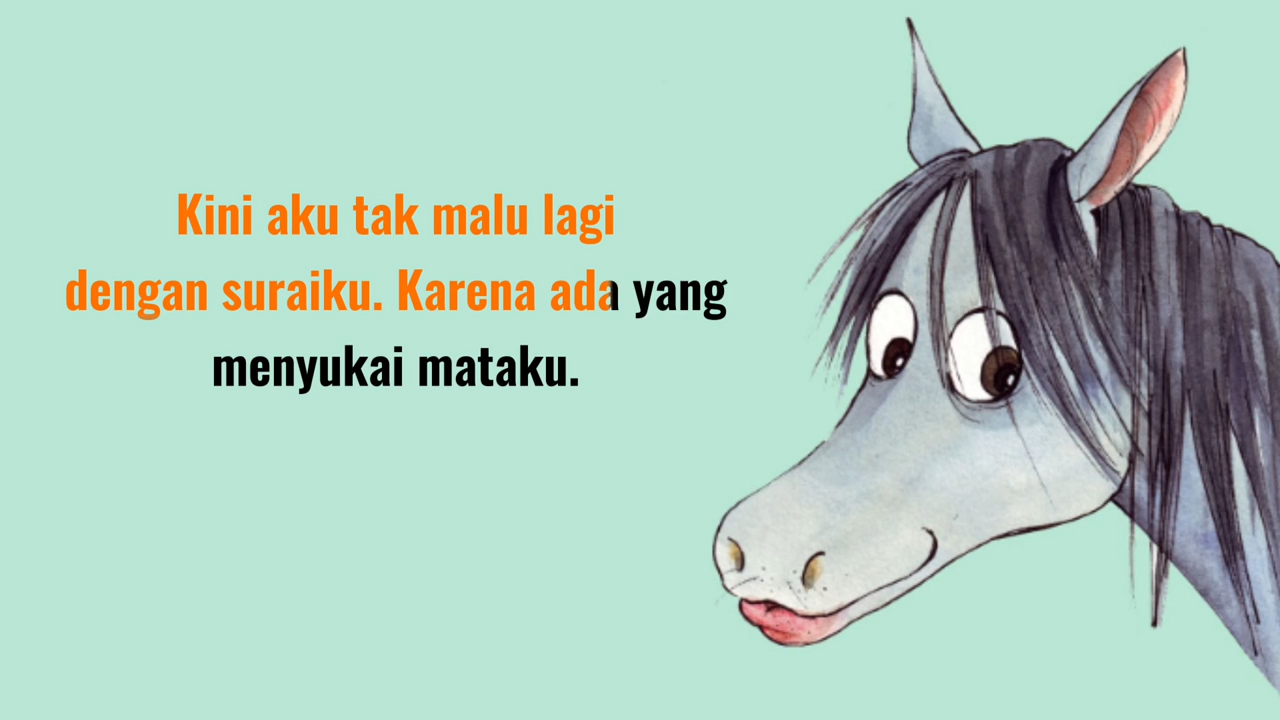 Kini aku tak malu lagi
dengan suraiku. Karena ada yang
menyukai mataku.